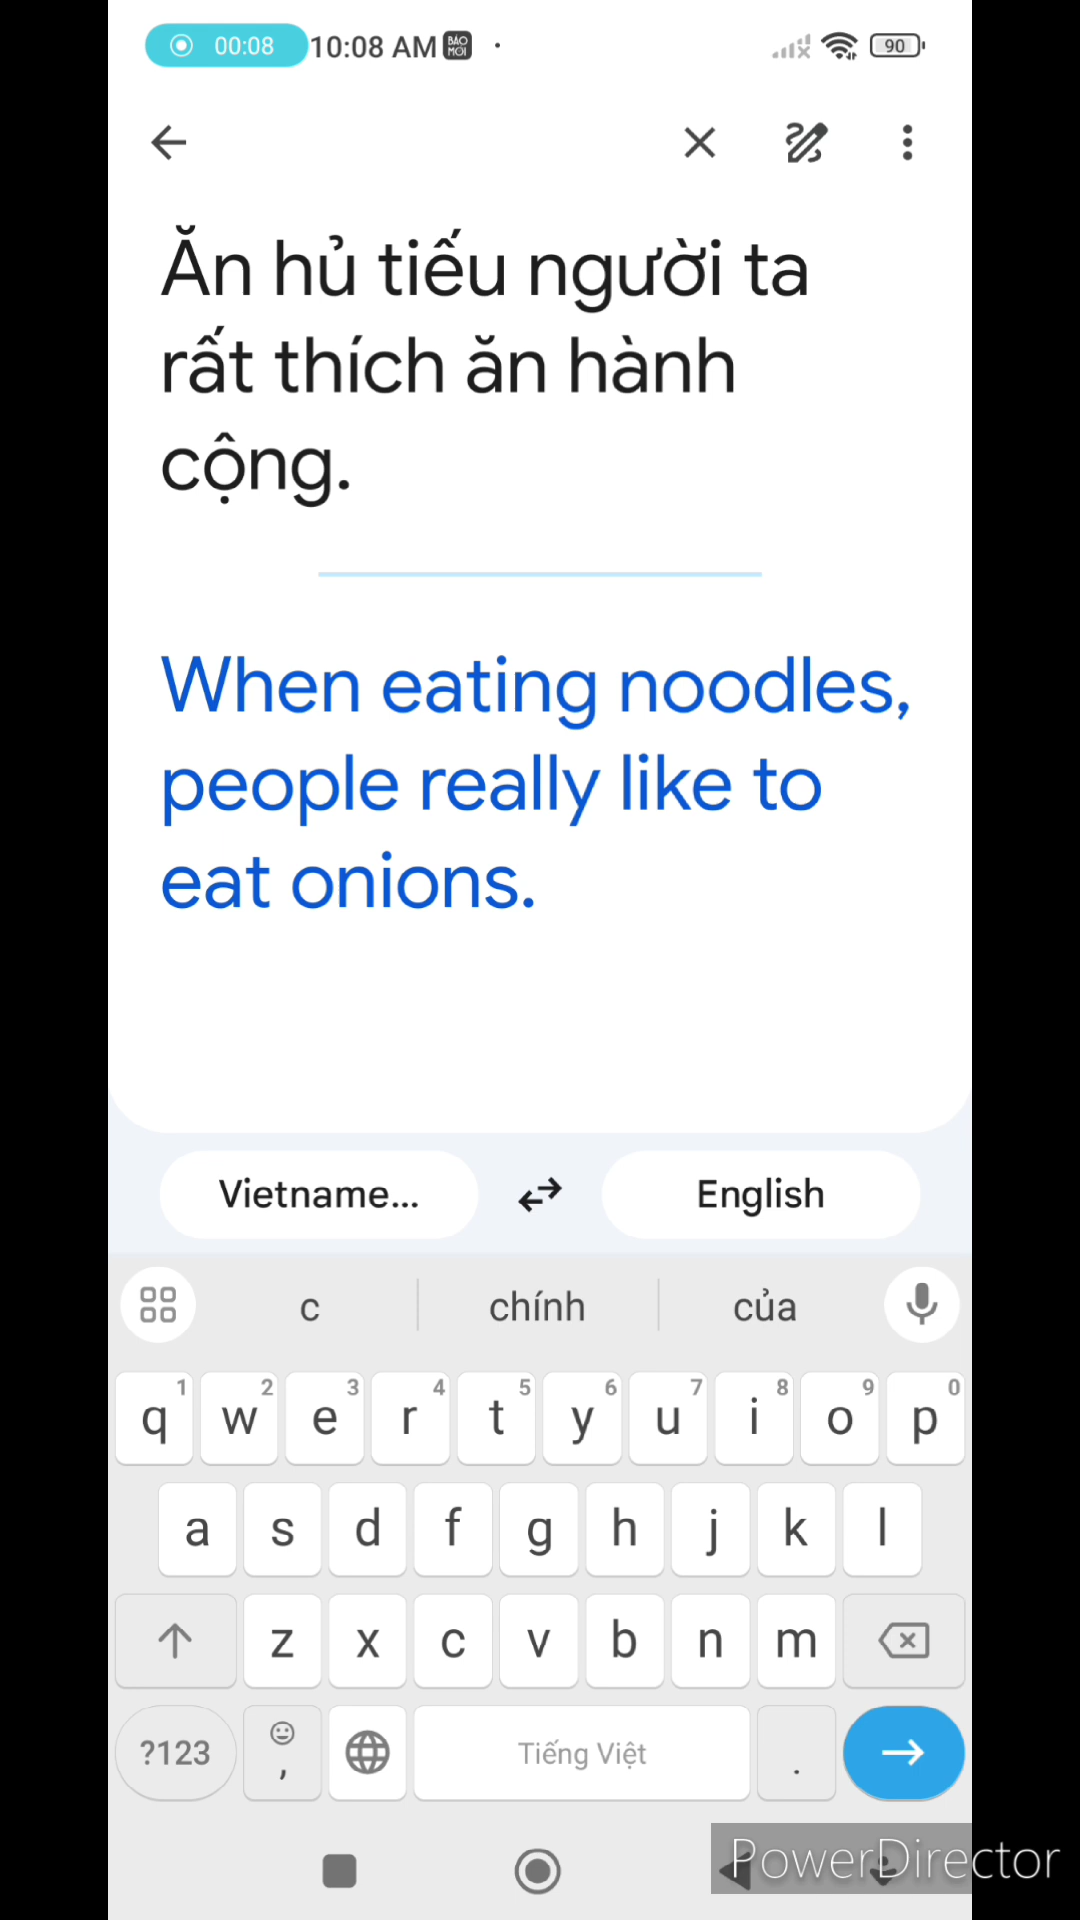 00:08 10:08 AM BÁO MỚI 90
Ăn hủ tiếu người ta
rất thích ăn hành
cộng.
When eating noodles,
people really like to
eat onions.
Vietname... English
c chính của
1 2 3 4 5 6 7 8 9 0
q w e r t y u i o p
a s d f g h j k l
z x c v b n m
?123 , Tiếng Việt .
PowerDirector